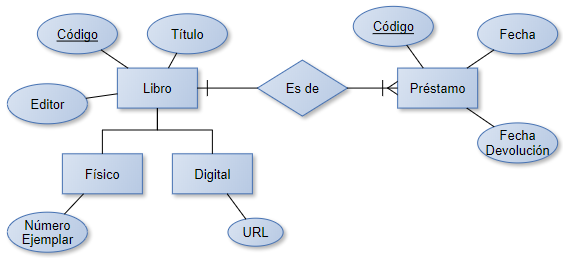 Código
Título
Código
Fecha
Editor
Libro
Es de
Préstamo
Fecha
Devolución
Físico
Digital
Número
Ejemplar
URL